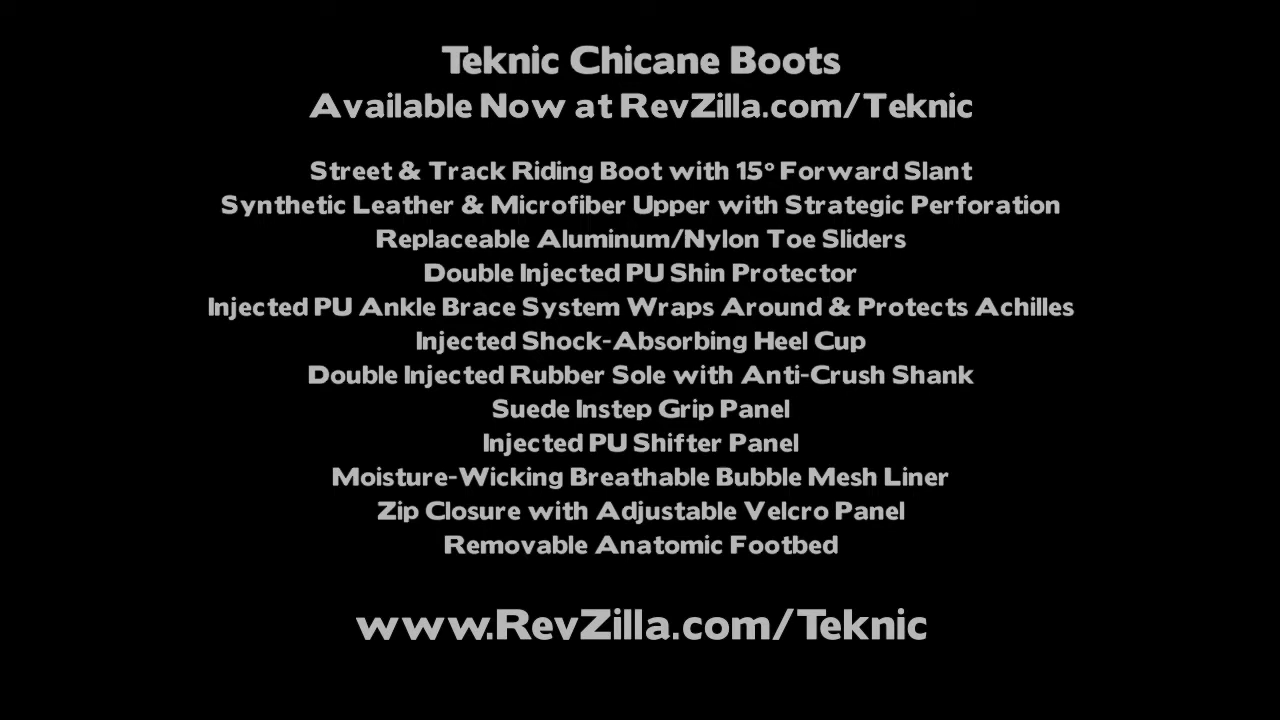 Teknic Chicane Boots
Available Now at RevZilla.com/Teknic
Street & Track Riding Boot with 15° Forward Slant
Synthetic Leather & Microfiber Upper with Strategic Perforation
Replaceable Aluminum/Nylon Toe Sliders
Double Injected PU Shin Protector
Injected PU Ankle Brace System Wraps Around & Protects Achilles
Injected Shock-Absorbing Heel Cup
Double Injected Rubber Sole with Anti-Crush Shank
Suede Instep Grip Panel
Injected PU Shifter Panel
Moisture-Wicking Breathable Bubble Mesh Liner
Zip Closure with Adjustable Velcro Panel
Removable Anatomic Footbed
www.RevZilla.com/Teknic